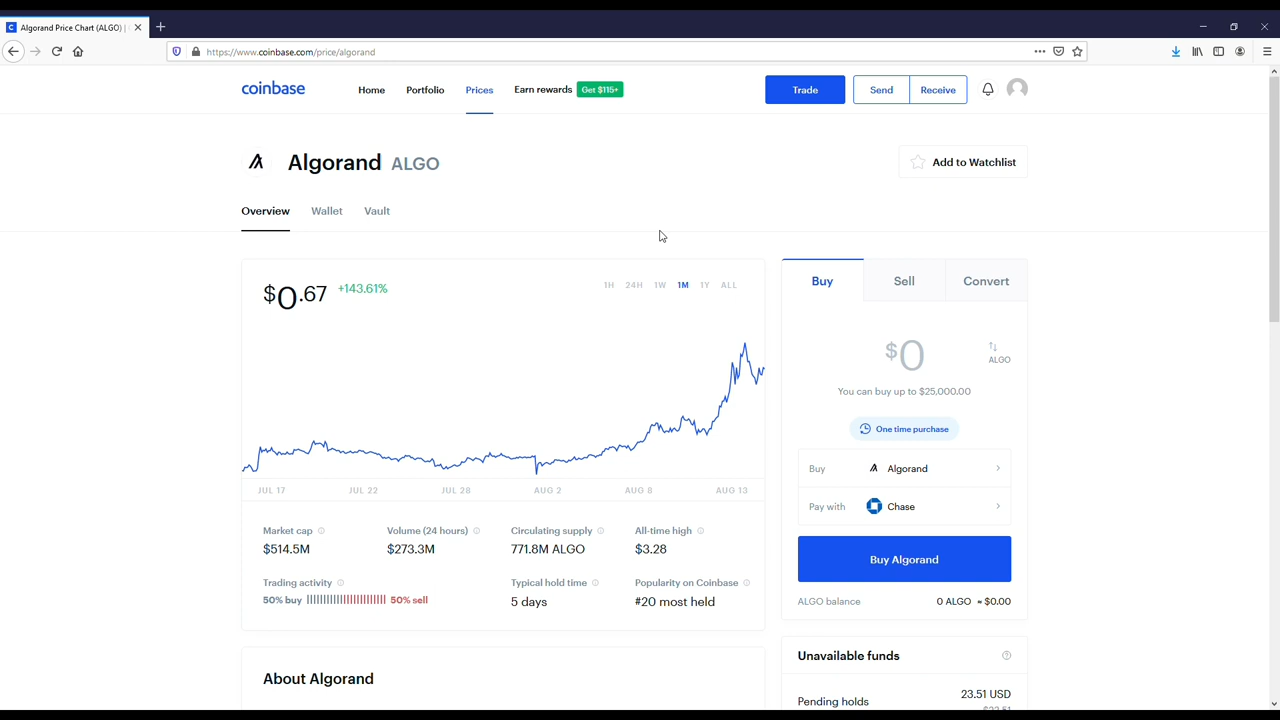 Algorand Price Chart (ALGO) |
https://www.coinbase.com/price/algorand
coinbase
Home Portfolio Prices Earn rewards Get $115+ Trade Send Receive
Algorand ALGO
Add to Watchlist
Overview Wallet Vault
$0.67 +143.61%
1H 24H 1W 1M 1Y ALL
Buy Sell Convert
$0
ALGO
You can buy up to $25,000.00
One time purchase
Buy Algorand
Pay with Chase
Buy Algorand
ALGO balance 0 ALGO ≈ $0.00
JUL 17 JUL 22 JUL 28 AUG 2 AUG 8 AUG 13
Market cap Volume (24 hours) Circulating supply All-time high
$514.5M $273.3M 771.8M ALGO $3.28
Trading activity Typical hold time Popularity on Coinbase
50% buy 50% sell 5 days #20 most held
About Algorand
Unavailable funds
Pending holds 23.51 USD